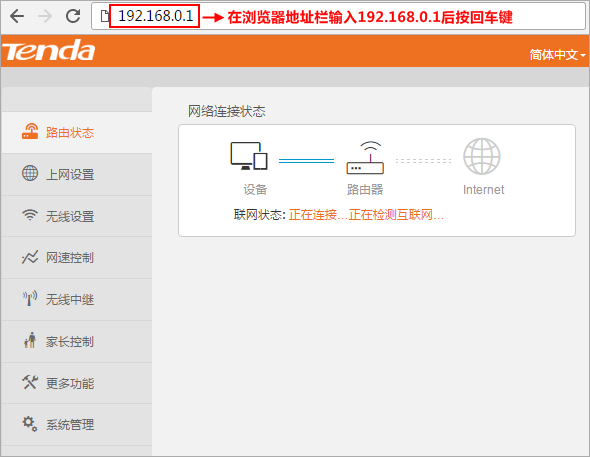 192.168.0.1 在浏览器地址栏输入192.168.0.1后按回车键
Tenda 简体中文
网络连接状态
路由状态
上网设置
无线设置
网速控制
无线中继
家长控制
更多功能
系统管理
设备 路由器 Internet
联网状态: 正在连接...正在检测互联网...